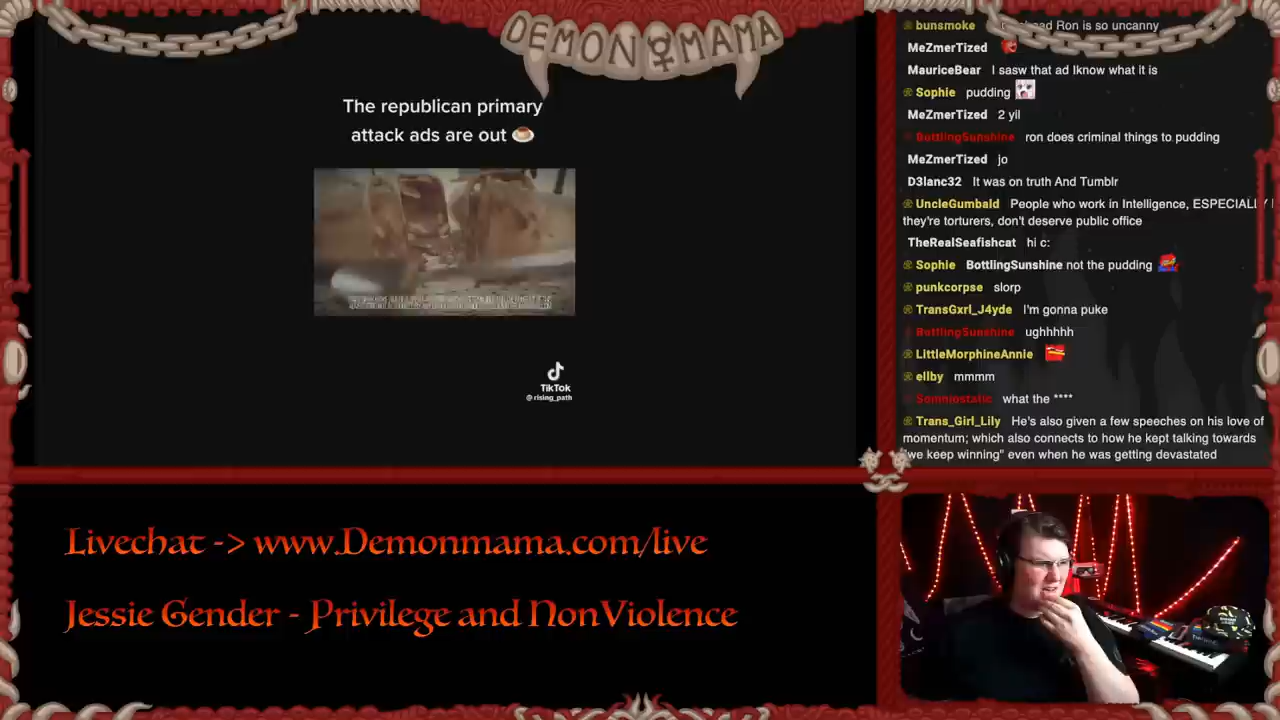 DEMON MAMA
The republican primary
attack ads are out
TikTok
@rising_path
bunsmoke Ron is so uncanny
MeZmerTized
MauriceBear I sasw that ad Iknow what it is
Sophie pudding
MeZmerTized 2 yil
BottlingSunshine ron does criminal things to pudding
MeZmerTized jo
D3lanc32 It was on truth And Tumblr
UncleGumbald People who work in Intelligence, ESPECIALLY
they're torturers, don't deserve public office
TheRealSeafishcat hi c:
Sophie BottlingSunshine not the pudding
punkcorpse slorp
TransGxrl_J4yde I'm gonna puke
BottlingSunshine ughhhhh
LittleMorphineAnnie
ellby mmmm
Somniostatic what the ****
Trans_Girl_Lily He's also given a few speeches on his love of
momentum; which also connects to how he kept talking towards
"we keep winning" even when he was getting devastated
Livechat -> www.Demonmama.com/live
Jessie Gender - Privilege and NonViolence